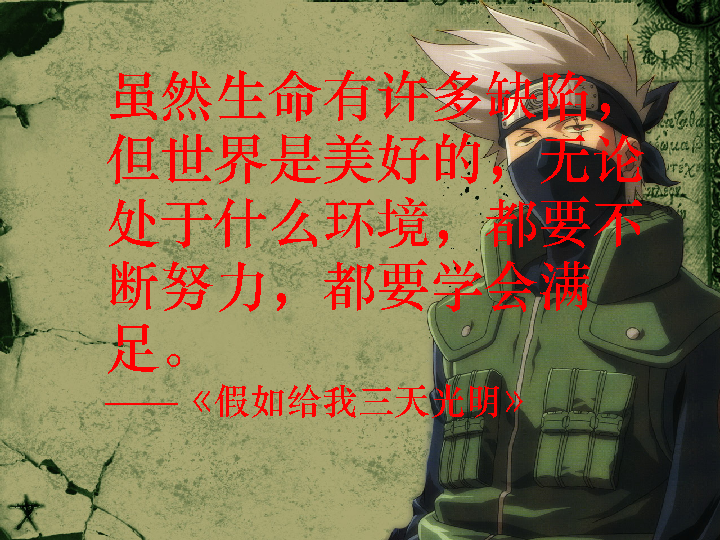 虽然生命有许多缺陷，
但世界是美好的，无论
处于什么环境，都要不
断努力，都要学会满
足。
——《假如给我三天光明》